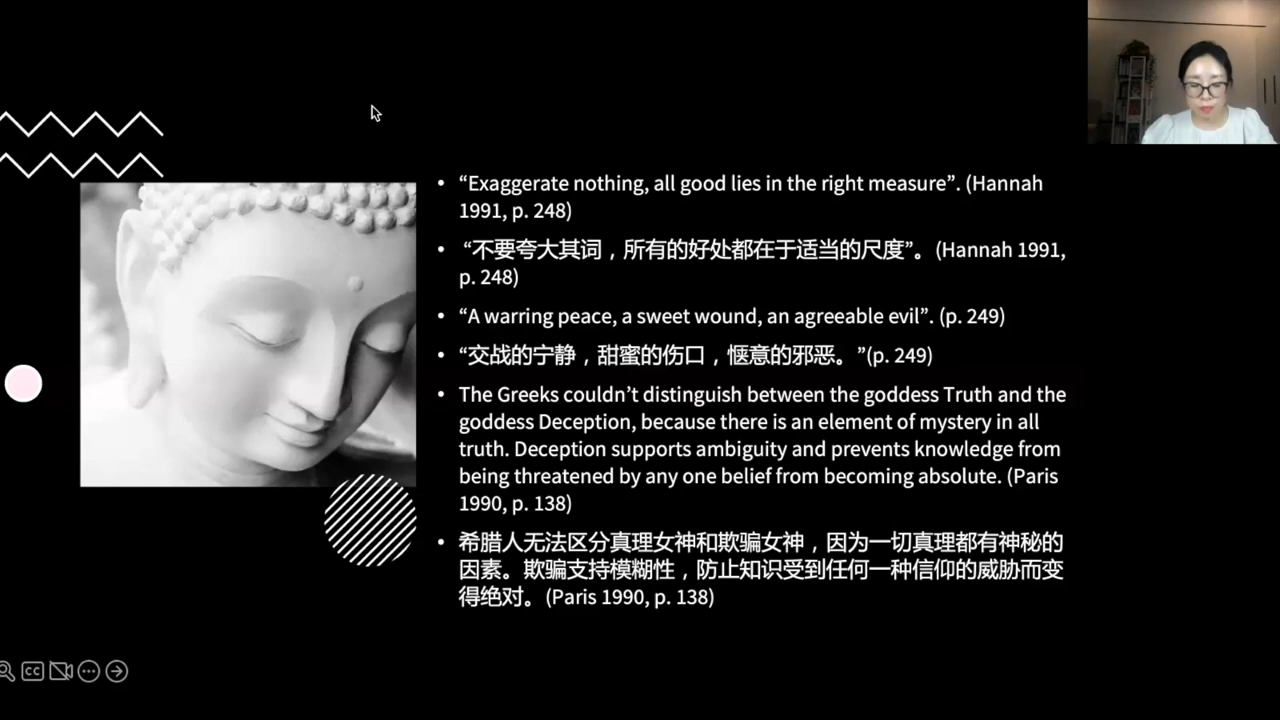 • “Exaggerate nothing, all good lies in the right measure”. (Hannah
1991, p. 248)
• “不要夸大其词，所有的好处都在于适当的尺度”。(Hannah 1991,
p. 248)
• “A warring peace, a sweet wound, an agreeable evil”. (p. 249)
• “交战的宁静，甜蜜的伤口，惬意的邪恶。”(p. 249)
• The Greeks couldn’t distinguish between the goddess Truth and the
goddess Deception, because there is an element of mystery in all
truth. Deception supports ambiguity and prevents knowledge from
being threatened by any one belief from becoming absolute. (Paris
1990, p. 138)
• 希腊人无法区分真理女神和欺骗女神，因为一切真理都有神秘的
因素。欺骗支持模糊性，防止知识受到任何一种信仰的威胁而变
得绝对。(Paris 1990, p. 138)
CC